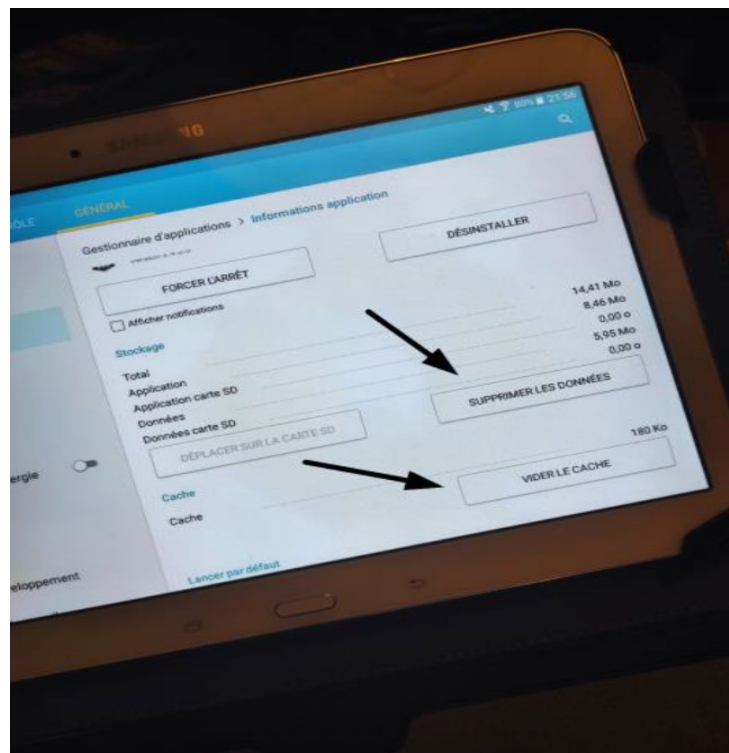 SAMSUNG
80% 21:56
GÉNÉRAL
Gestionnaire d'applications > Informations application
FORCER L'ARRÊT
DÉSINSTALLER
Afficher notifications
Stockage
Total 14,41 Mo
Application 8,46 Mo
Application carte SD 0,00 o
Données 5,95 Mo
Données carte SD 0,00 o
DÉPLACER SUR LA CARTE SD
SUPPRIMER LES DONNÉES
Cache
Cache 180 Ko
VIDER LE CACHE
Lancer par défaut